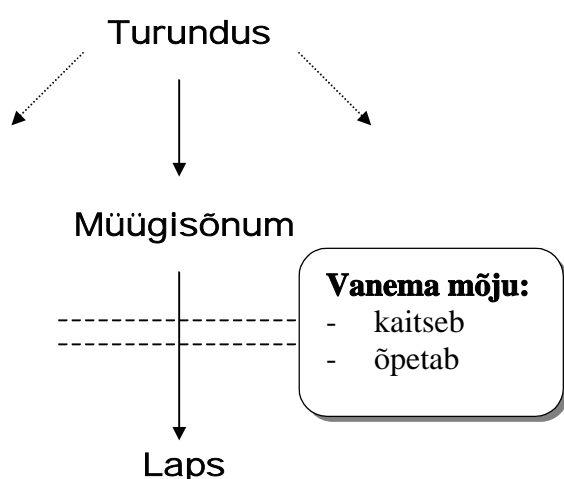 Turundus
Müügisõnum
Vanema mõju:
- kaitseb
- õpetab
Laps